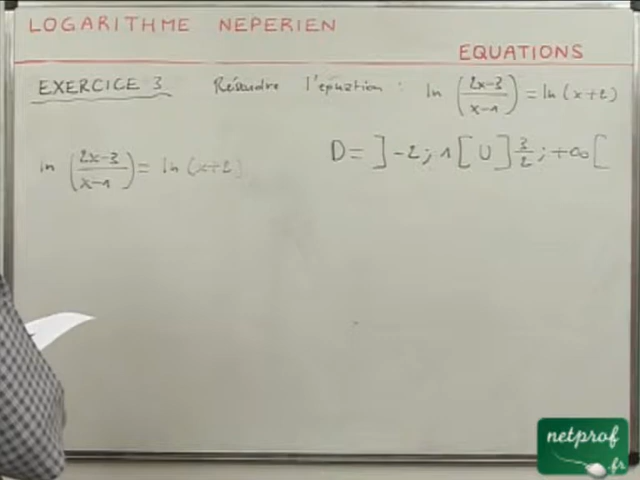 LOGARITHME NEPERIEN
EQUATIONS
EXERCICE 3 Résoudre l'équation : ln (2x-3/x-1) = ln (x+2)
ln (2x-3/x-1) = ln (x+2) D = ]-2 ; 1[ U ]3/2 ; +∞[
netprof
.fr